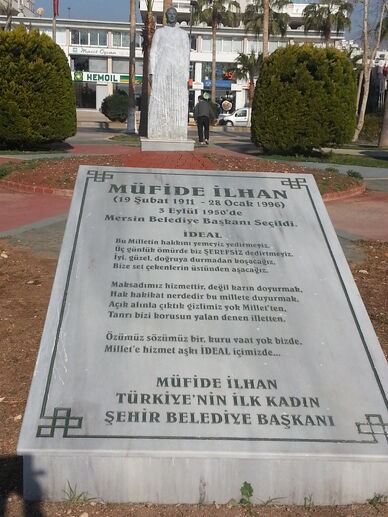 HEMOIL
MÜFİDE İLHAN
(19 Şubat 1911 - 28 Ocak 1996)
3 Eylül 1950'de
Mersin Belediye Başkanı Seçildi.
İDEAL
Bu Milletin hakkını yemeyiz yedirmeyiz,
Üç günlük ömürde biz ŞEREFSİZ dedirtmeyiz.
İyi, güzel, doğruya durmadan koşacağız,
Bize set çekenlerin üstünden aşacağız.
Maksadımız hizmettir, değil karın doyurmak,
Hak hakikat nerdedir bu millete duyurmak,
Açık alınla çıktık gizlimiz yok Millet'ten,
Tanrı bizi korusun yalan denen illetten.
Özümüz sözümüz bir, kuru vaat yok bizde,
Millet'e hizmet aşkı İDEAL içimizde...
MÜFİDE İLHAN
TÜRKİYE'NİN İLK KADIN
ŞEHİR BELEDİYE BAŞKANI